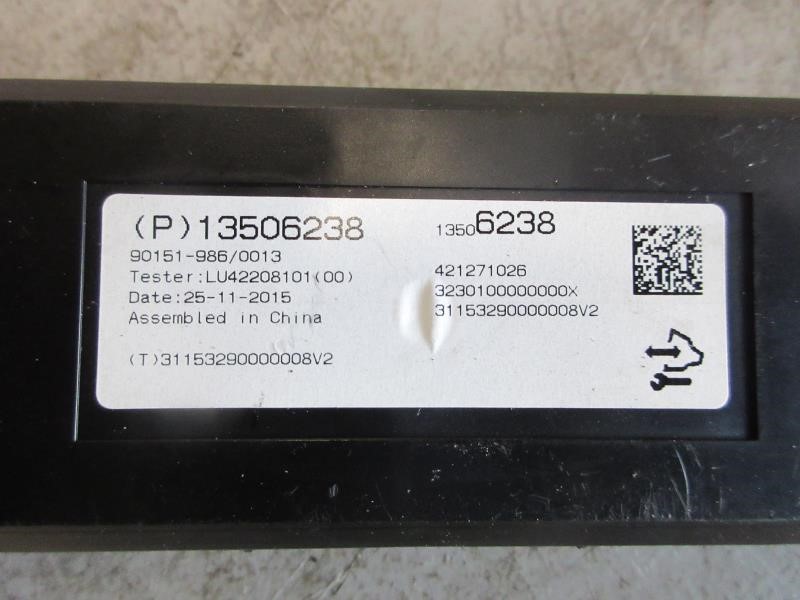 (P)13506238
90151-986/0013
Tester:LU42208101(00)
Date:25-11-2015
Assembled in China
(T)31153290000008V2
13506238
421271026
3230100000000X
31153290000008V2